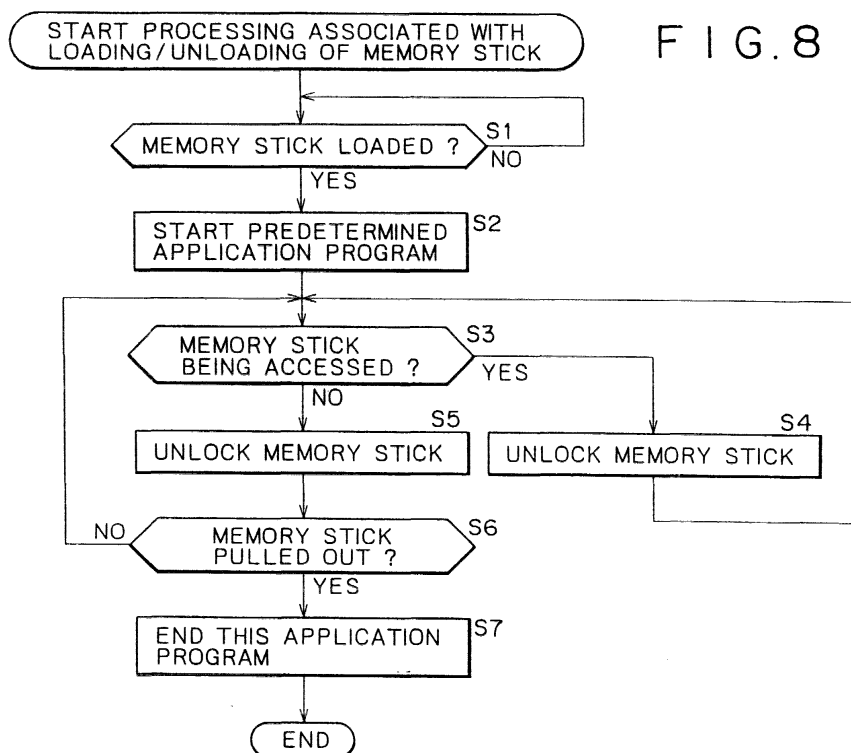 START PROCESSING ASSOCIATED WITH
LOADING/UNLOADING OF MEMORY STICK
FIG.8
MEMORY STICK LOADED ?
S1
NO
YES
START PREDETERMINED
APPLICATION PROGRAM
S2
MEMORY STICK
BEING ACCESSED ?
S3
YES
NO
S5
UNLOCK MEMORY STICK
S4
UNLOCK MEMORY STICK
NO
MEMORY STICK
PULLED OUT ?
S6
YES
END THIS APPLICATION
PROGRAM
S7
END